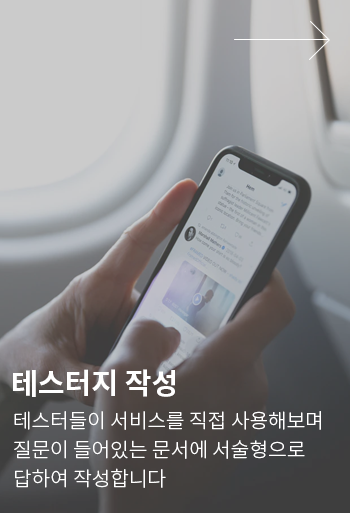 테스터지 작성
테스터들이 서비스를 직접 사용해보며
질문이 들어있는 문서에 서술형으로
답하여 작성합니다